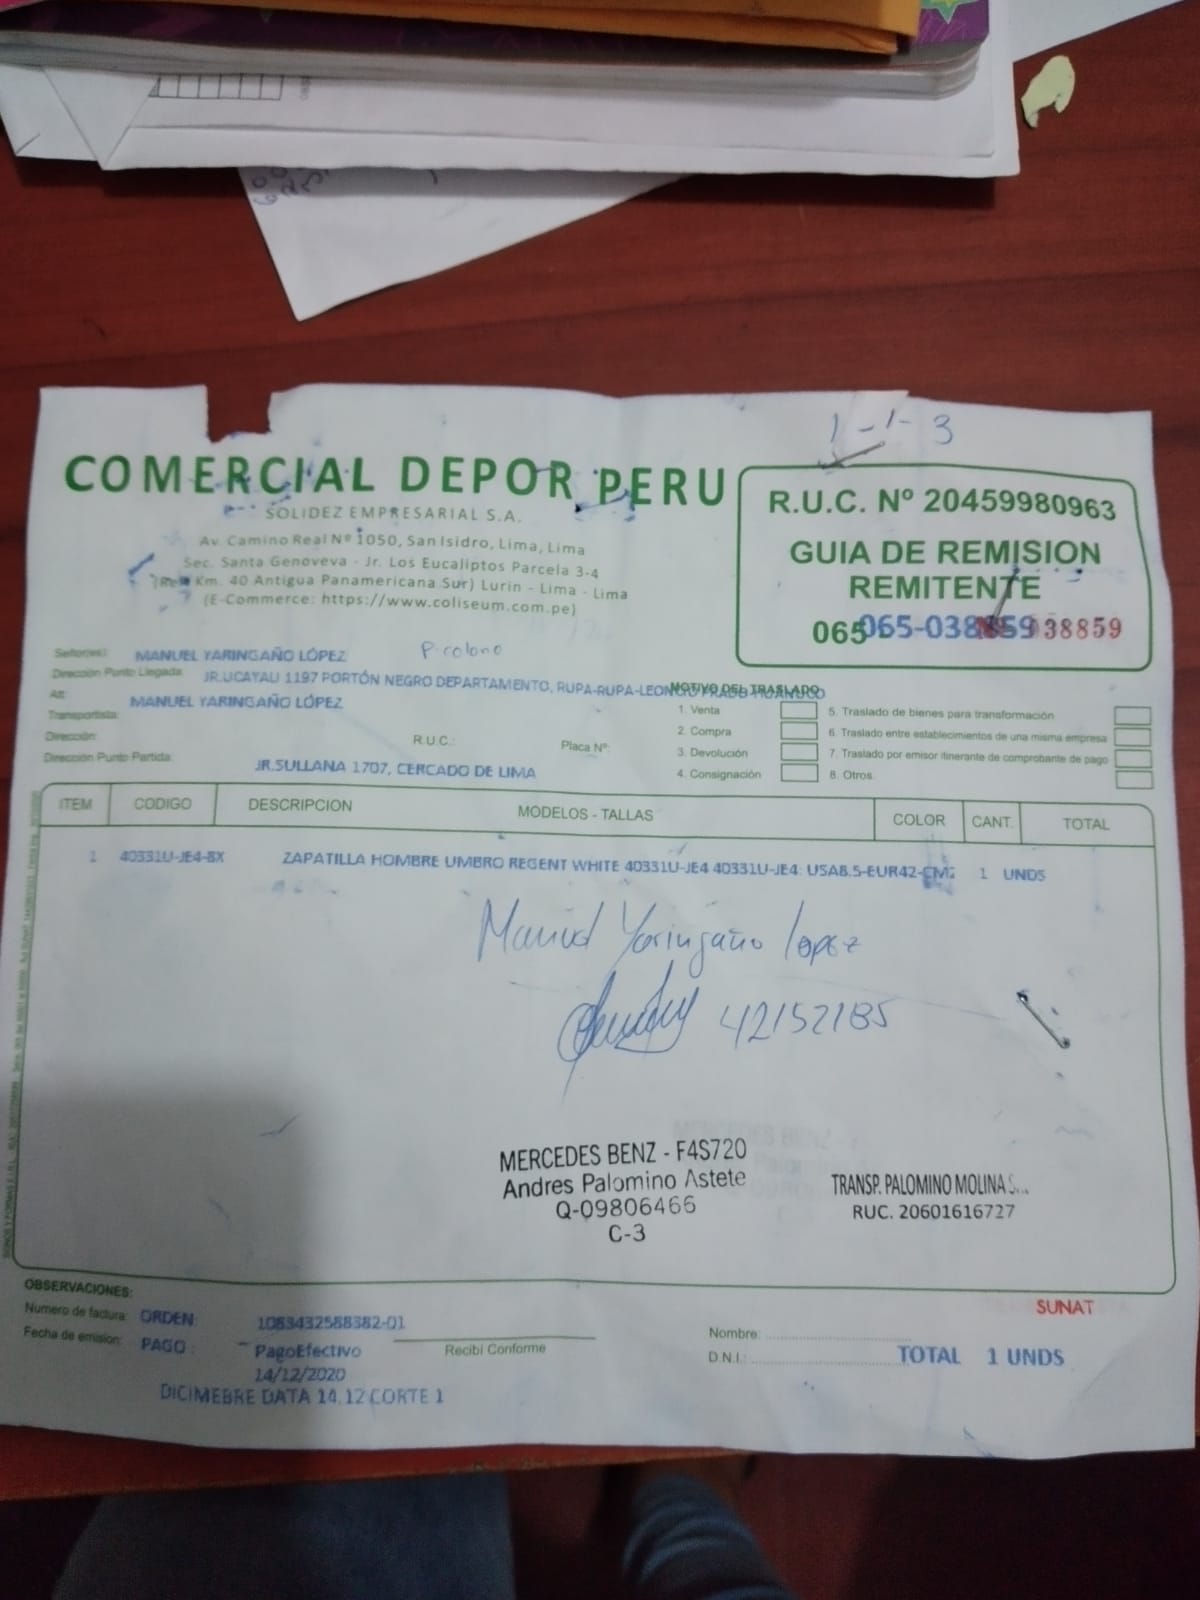 1-1-3
COMERCIAL DEPOR PERU
SOLIDEZ EMPRESARIAL S.A.
Av. Camino Real Nº 1050, San Isidro, Lima, Lima
Sec. Santa Genoveva - Jr. Los Eucaliptos Parcela 3-4
Km. 40 Antigua Panamericana Sur) Lurin - Lima - Lima
(E-Commerce: https://www.coliseum.com.pe)
R.U.C. Nº 20459980963
GUIA DE REMISION
REMITENTE
065 065-038859 038859
Señor(es): MANUEL YARINGAÑO LÓPEZ P. colono
Dirección Punto Llegada: JR.UCAYALI 1197 PORTÓN NEGRO DEPARTAMENTO, RUPA-RUPA-LEONCIO PRADO-HUANUCO
Att: MANUEL YARINGAÑO LÓPEZ
Transportista:
Dirección: R.U.C.: Placa Nº:
Dirección Punto Partida: JR.SULLANA 1707, CERCADO DE LIMA
MOTIVO DEL TRASLADO
1. Venta
2. Compra
3. Devolución
4. Consignación
5. Traslado de bienes para transformación
6. Traslado entre establecimientos de una misma empresa
7. Traslado por emisor itinerante de comprobante de pago
8. Otros
ITEM CODIGO DESCRIPCION MODELOS - TALLAS COLOR CANT. TOTAL
1 40331U-JE4-8X ZAPATILLA HOMBRE UMBRO REGENT WHITE 40331U-JE4 40331U-JE4: USA8.5-EUR42-CM2 1 UNDS
Manuel Yaringaño Lopez
42152185
MERCEDES BENZ - F4S720
Andres Palomino Astete
Q-09806466
C-3
TRANSP. PALOMINO MOLINA S...
RUC. 20601616727
OBSERVACIONES:
Numero de factura: ORDEN: 1083432588382-01
Fecha de emision: PAGO : PagoEfectivo
14/12/2020
DICIMEBRE DATA 14.12 CORTE 1
Recibí Conforme
SUNAT
Nombre:
D.N.I.: TOTAL 1 UNDS